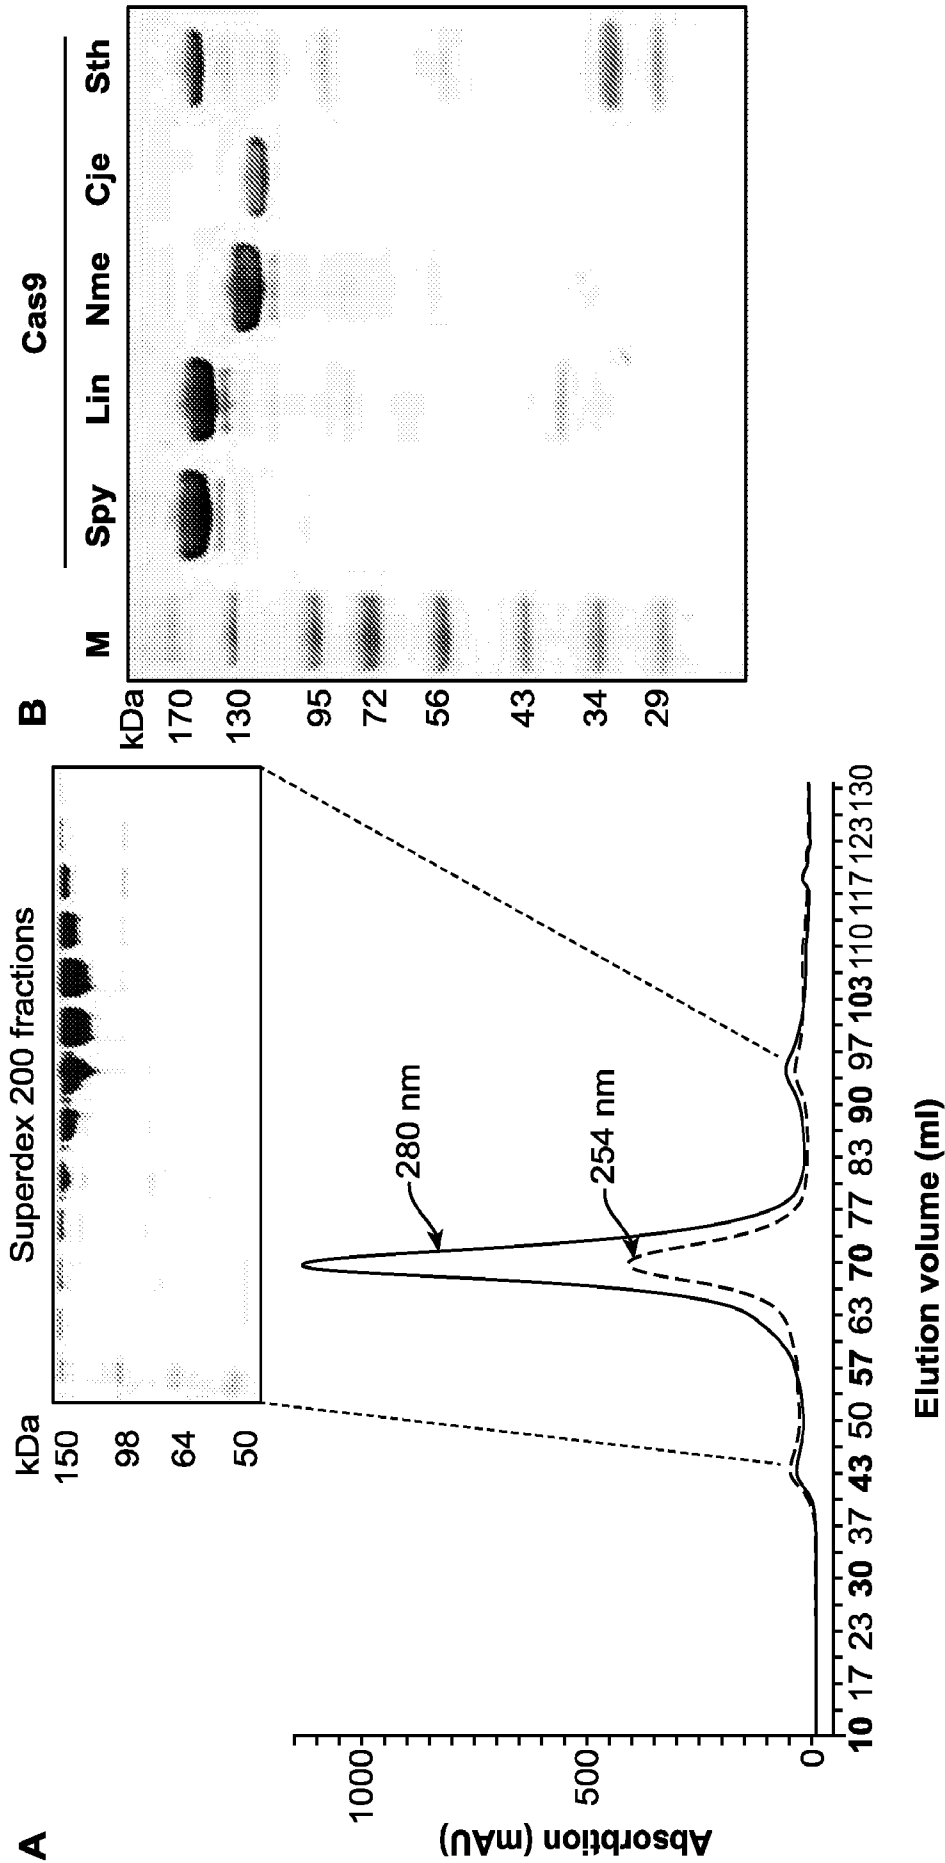 A
Superdex 200 fractions
kDa
150
98
64
50
280 nm
254 nm
1000
500
0
Absorbtion (mAU)
10 17 23 30 37 43 50 57 63 70 77 83 90 97 103 110 117 123 130
Elution volume (ml)
B
Cas9
M Spy Lin Nme Cje Sth
kDa
170
130
95
72
56
43
34
29